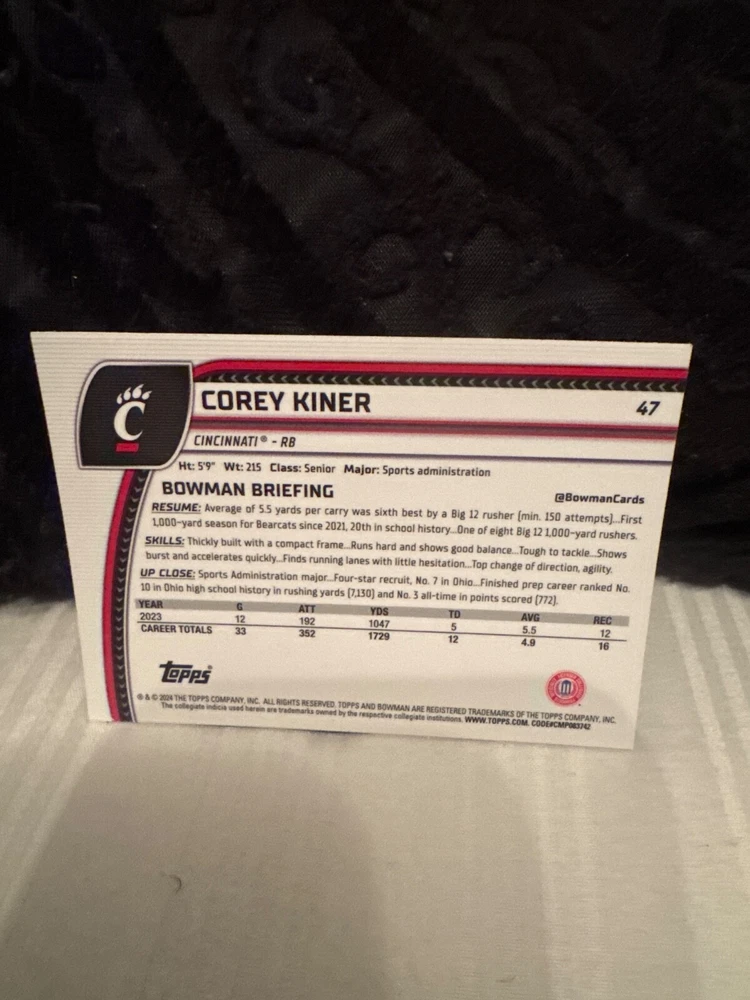 C
COREY KINER
47
CINCINNATI® - RB
Ht: 5'9" Wt: 215 Class: Senior Major: Sports administration
BOWMAN BRIEFING
@BowmanCards
RESUME: Average of 5.5 yards per carry was sixth best by a Big 12 rusher (min. 150 attempts)...First
1,000-yard season for Bearcats since 2021, 20th in school history...One of eight Big 12 1,000-yard rushers.
SKILLS: Thickly built with a compact frame...Runs hard and shows good balance...Tough to tackle...Shows
burst and accelerates quickly...Finds running lanes with little hesitation...Top change of direction, agility.
UP CLOSE: Sports Administration major...Four-star recruit, No. 7 in Ohio...Finished prep career ranked No.
10 in Ohio high school history in rushing yards (7,130) and No. 3 all-time in points scored (772).
YEAR G ATT YDS TD AVG REC
2023 12 192 1047 5 5.5 12
CAREER TOTALS 33 352 1729 12 4.9 16
Topps®
® & © 2024 THE TOPPS COMPANY, INC. ALL RIGHTS RESERVED. TOPPS AND BOWMAN ARE REGISTERED TRADEMARKS OF THE TOPPS COMPANY, INC.
The collegiate indicia used herein are trademarks owned by the respective collegiate institutions. WWW.TOPPS.COM. CODE#CMP083742